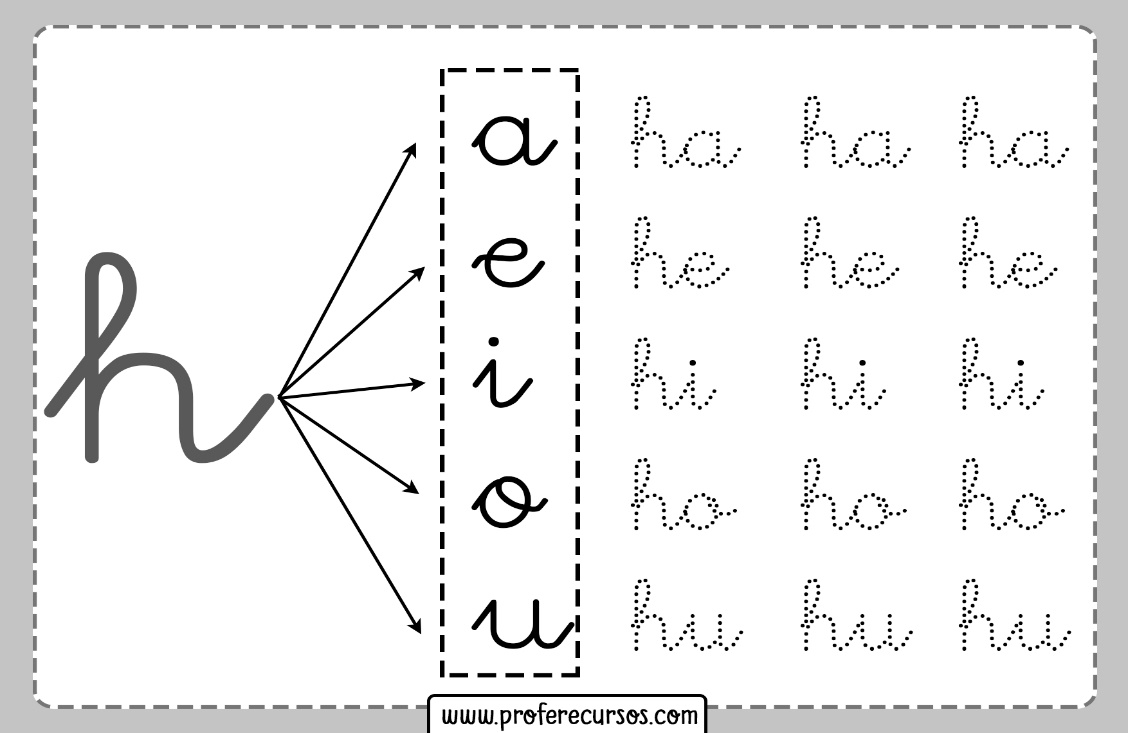 h
a ha ha ha
e he he he
i hi hi hi
o ho ho ho
u hu hu hu
www.proferecursos.com